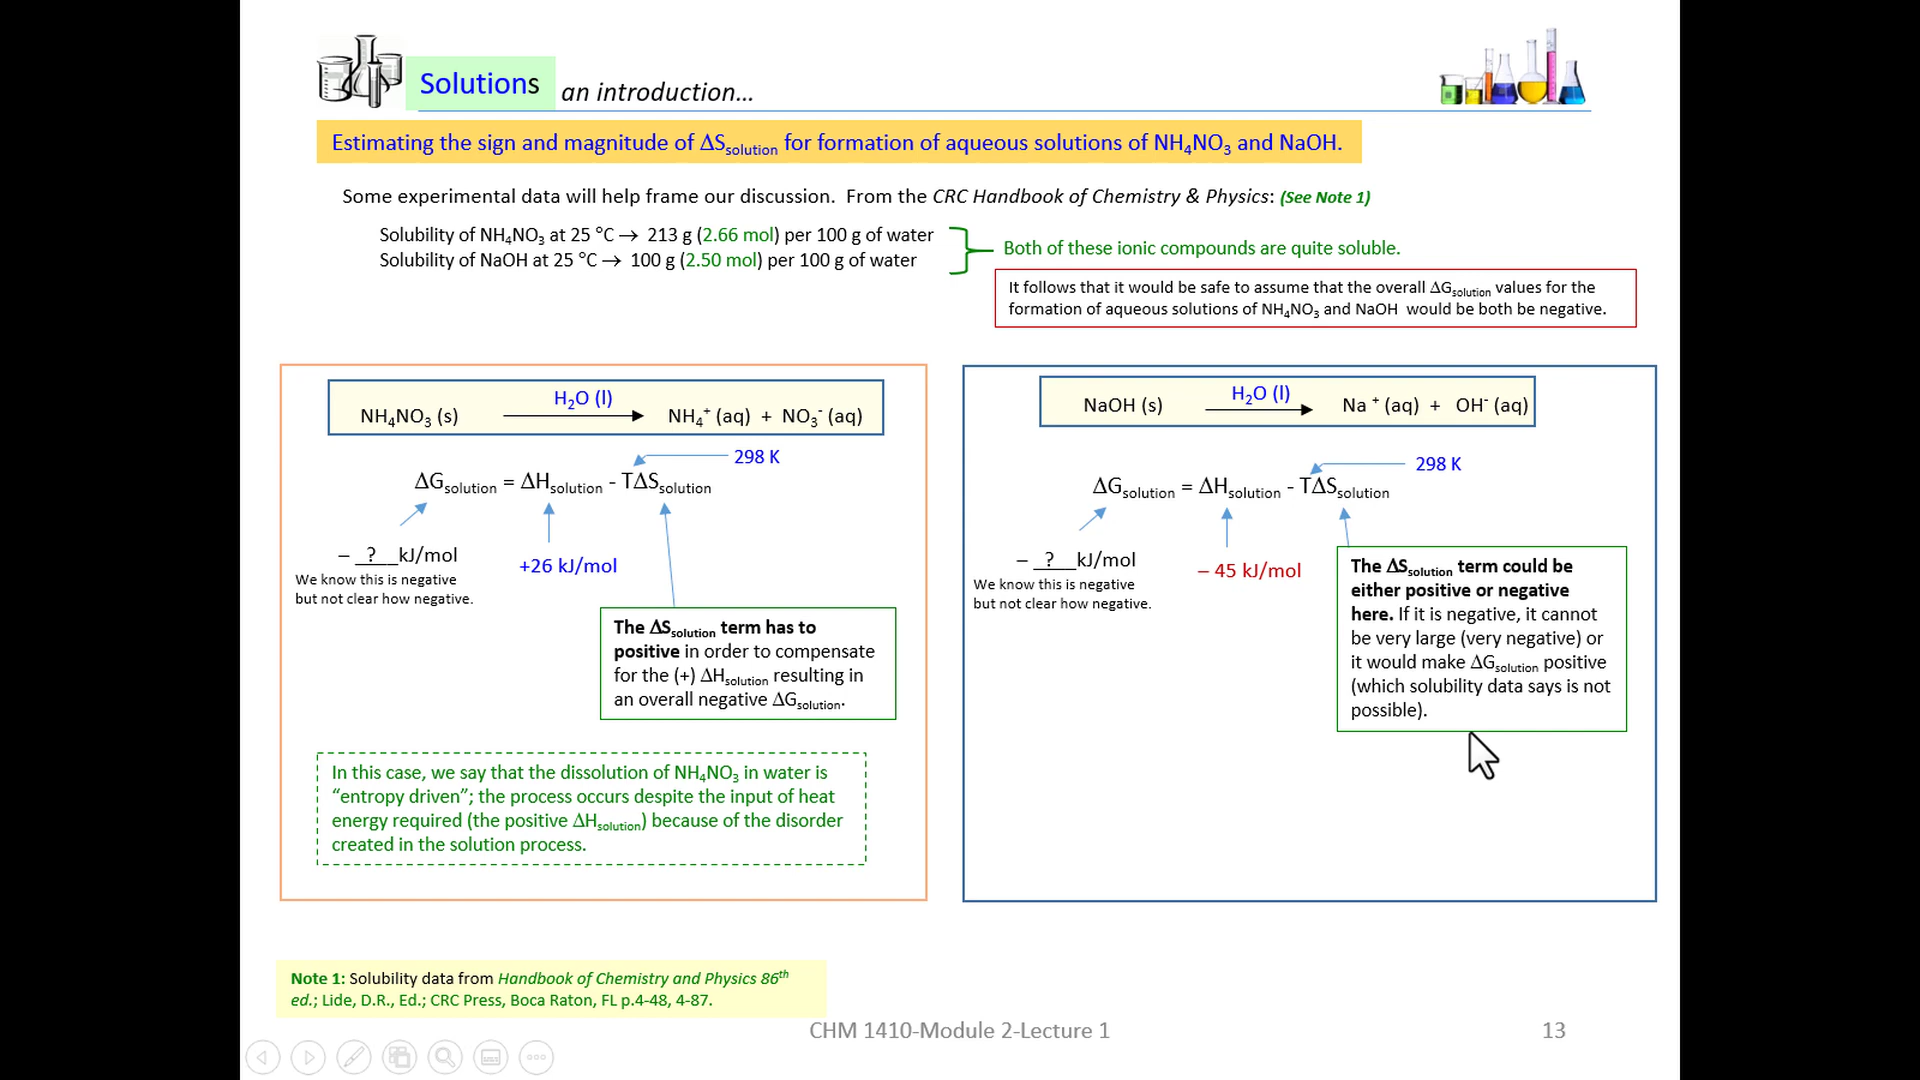 Solutions an introduction...
Estimating the sign and magnitude of ΔSsolution for formation of aqueous solutions of NH4NO3 and NaOH.
Some experimental data will help frame our discussion. From the CRC Handbook of Chemistry & Physics: (See Note 1)
Solubility of NH4NO3 at 25 °C → 213 g (2.66 mol) per 100 g of water
Solubility of NaOH at 25 °C → 100 g (2.50 mol) per 100 g of water
Both of these ionic compounds are quite soluble.
It follows that it would be safe to assume that the overall ΔGsolution values for the
formation of aqueous solutions of NH4NO3 and NaOH would be both be negative.
H2O (l)
NH4NO3 (s) NH4+ (aq) + NO3- (aq)
298 K
ΔGsolution = ΔHsolution - TΔSsolution
– __?__kJ/mol
We know this is negative
but not clear how negative.
+26 kJ/mol
The ΔSsolution term has to
positive in order to compensate
for the (+) ΔHsolution resulting in
an overall negative ΔGsolution.
In this case, we say that the dissolution of NH4NO3 in water is
“entropy driven”; the process occurs despite the input of heat
energy required (the positive ΔHsolution) because of the disorder
created in the solution process.
H2O (l)
NaOH (s) Na + (aq) + OH- (aq)
298 K
ΔGsolution = ΔHsolution - TΔSsolution
– __?__kJ/mol
We know this is negative
but not clear how negative.
– 45 kJ/mol
The ΔSsolution term could be
either positive or negative
here. If it is negative, it cannot
be very large (very negative) or
it would make ΔGsolution positive
(which solubility data says is not
possible).
Note 1: Solubility data from Handbook of Chemistry and Physics 86th
ed.; Lide, D.R., Ed.; CRC Press, Boca Raton, FL p.4-48, 4-87.
CHM 1410-Module 2-Lecture 1
13